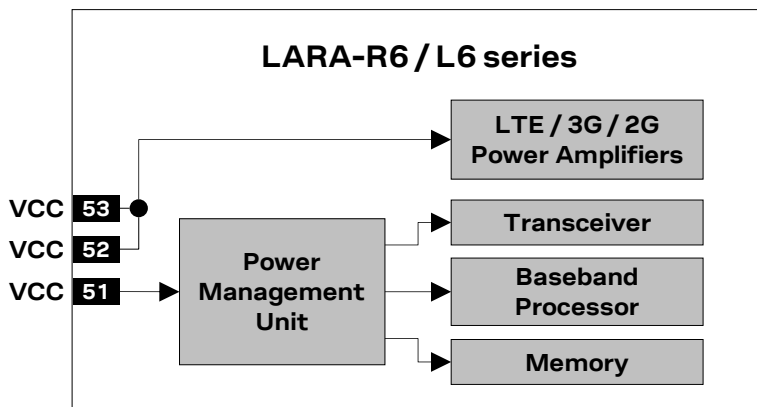 LARA-R6 / L6 series
LTE / 3G / 2G
Power Amplifiers
VCC 53
VCC 52
VCC 51
Power
Management
Unit
Transceiver
Baseband
Processor
Memory